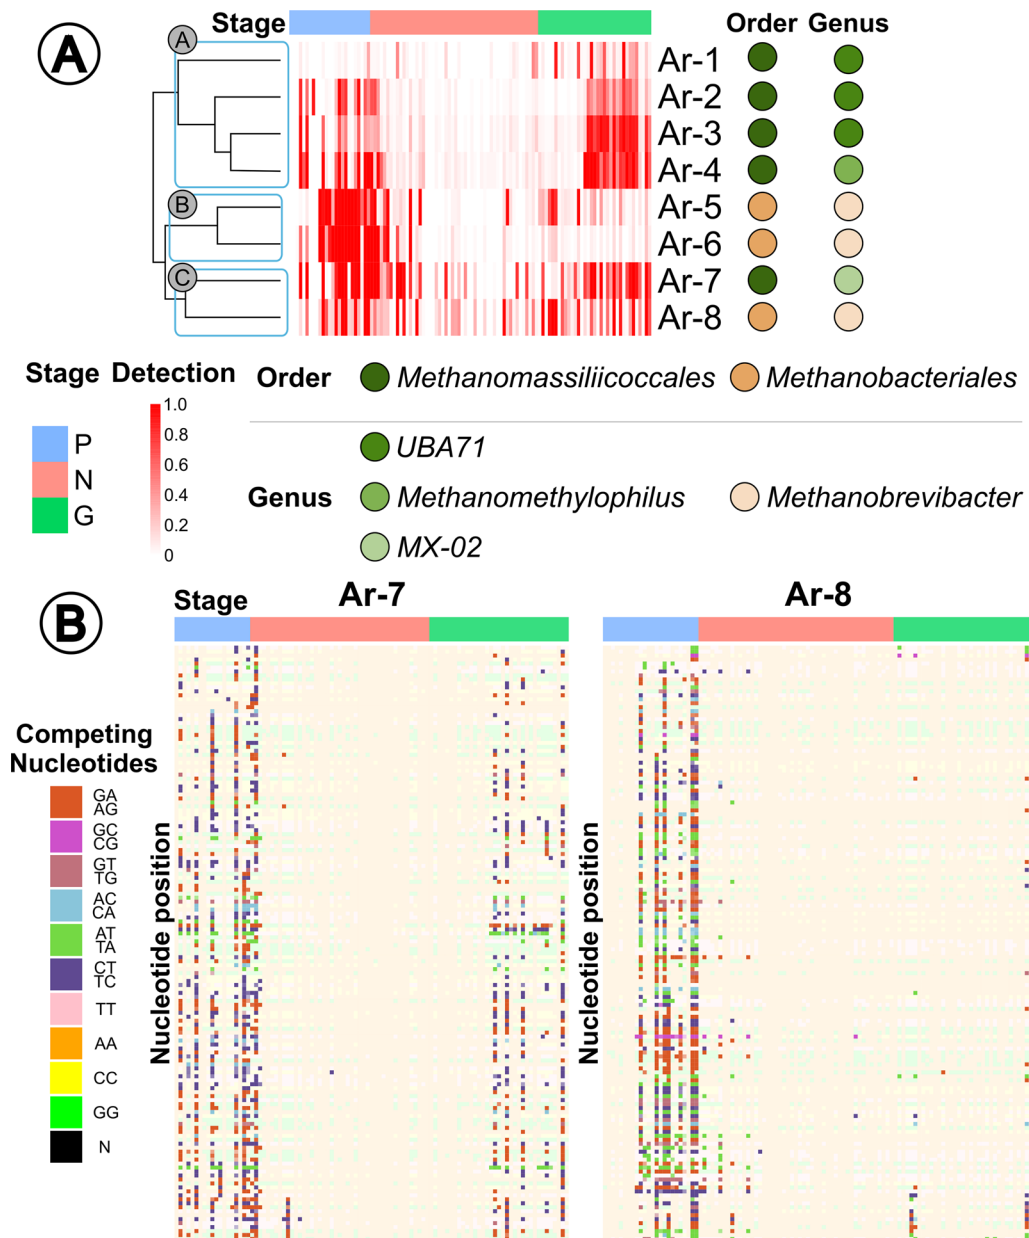 A
Stage
Order Genus
A
Ar-1
Ar-2
Ar-3
Ar-4
B
Ar-5
Ar-6
C
Ar-7
Ar-8
Stage
P
N
G
Detection
1.0
0.8
0.6
0.4
0.2
0
Order
Methanomassiliicoccales
Methanobacteriales
UBA71
Genus
Methanomethylophilus
Methanobrevibacter
MX-02
B
Stage
Ar-7
Ar-8
Competing
Nucleotides
GA
AG
GC
CG
GT
TG
AC
CA
AT
TA
CT
TC
TT
AA
CC
GG
N
Nucleotide position
Nucleotide position